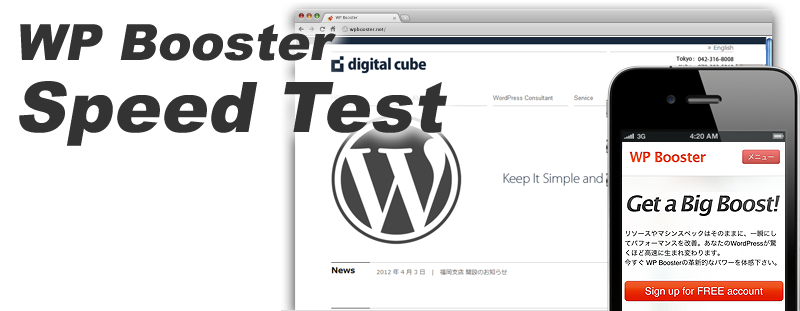 WP Booster
Speed Test
WP Booster
wpbooster.net/
» English
Tokyo: 042-316-8008
digital cube
WordPress Consultant
Service
Keep It Simple and
News
2012 年 4 月 3 日 | 福岡支店 開設のお知らせ
3G
4:20 AM
WP Booster
メニュー
Get a Big Boost!
リソースやマシンスペックはそのままに、一瞬にし
てパフォーマンスを改善。あなたのWordPressが驚
くほど高速に生まれ変わります。
今すぐ WP Boosterの革新的なパワーを体感下さい。
Sign up for FREE account